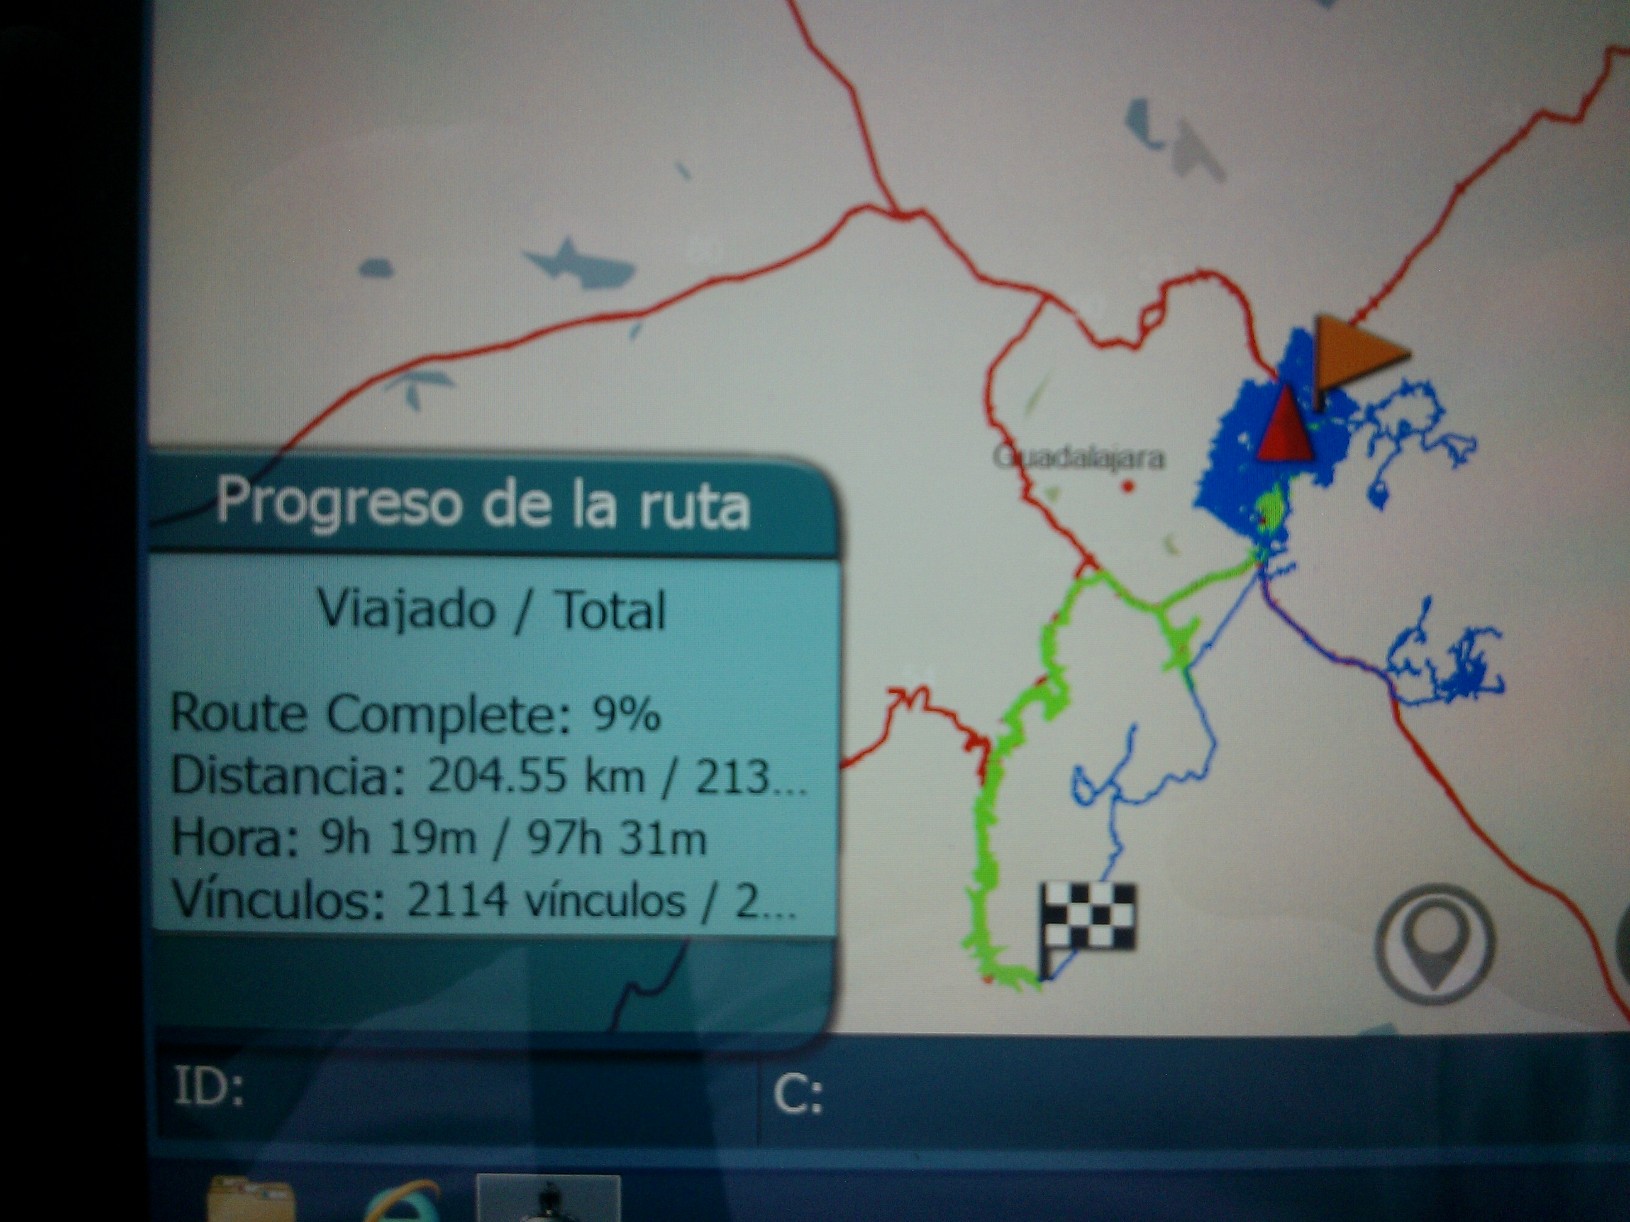 Guadalajara
Progreso de la ruta
Viajado / Total
Route Complete: 9%
Distancia: 204.55 km / 213...
Hora: 9h 19m / 97h 31m
Vínculos: 2114 vínculos / 2...
ID:
C: